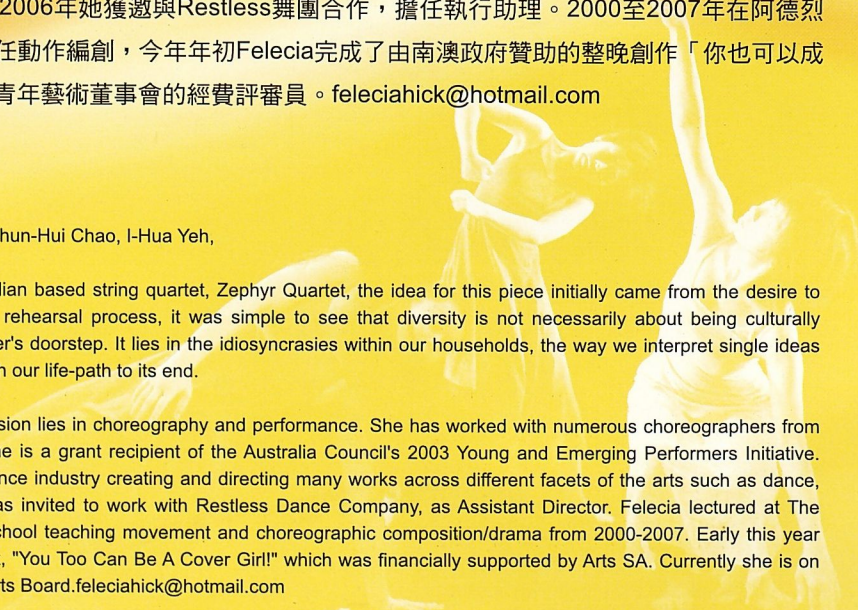 2006年她獲邀與Restless舞團合作，擔任執行助理。2000至2007年在阿德烈
任動作編創，今年年初Felecia完成了由南澳政府贊助的整晚創作「你也可以成
青年藝術董事會的經費評審員。feleciahick@hotmail.com
hun-Hui Chao, I-Hua Yeh,
lian based string quartet, Zephyr Quartet, the idea for this piece initially came from the desire to
rehearsal process, it was simple to see that diversity is not necessarily about being culturally
er's doorstep. It lies in the idiosyncrasies within our households, the way we interpret single ideas
n our life-path to its end.
sion lies in choreography and performance. She has worked with numerous choreographers from
ne is a grant recipient of the Australia Council's 2003 Young and Emerging Performers Initiative.
nce industry creating and directing many works across different facets of the arts such as dance,
as invited to work with Restless Dance Company, as Assistant Director. Felecia lectured at The
chool teaching movement and choreographic composition/drama from 2000-2007. Early this year
, "You Too Can Be A Cover Girl!" which was financially supported by Arts SA. Currently she is on
rts Board.feleciahick@hotmail.com